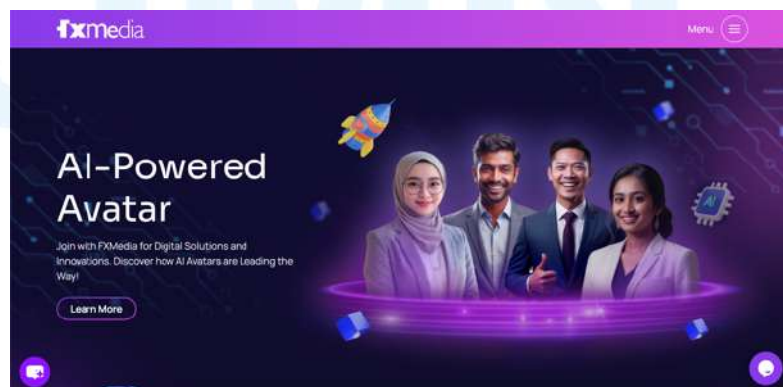 fxmedia
Menu
AI-Powered
Avatar
Join with FXMedia for Digital Solutions and
Innovations. Discover how AI Avatars are Leading the
Way!
Learn More
AI